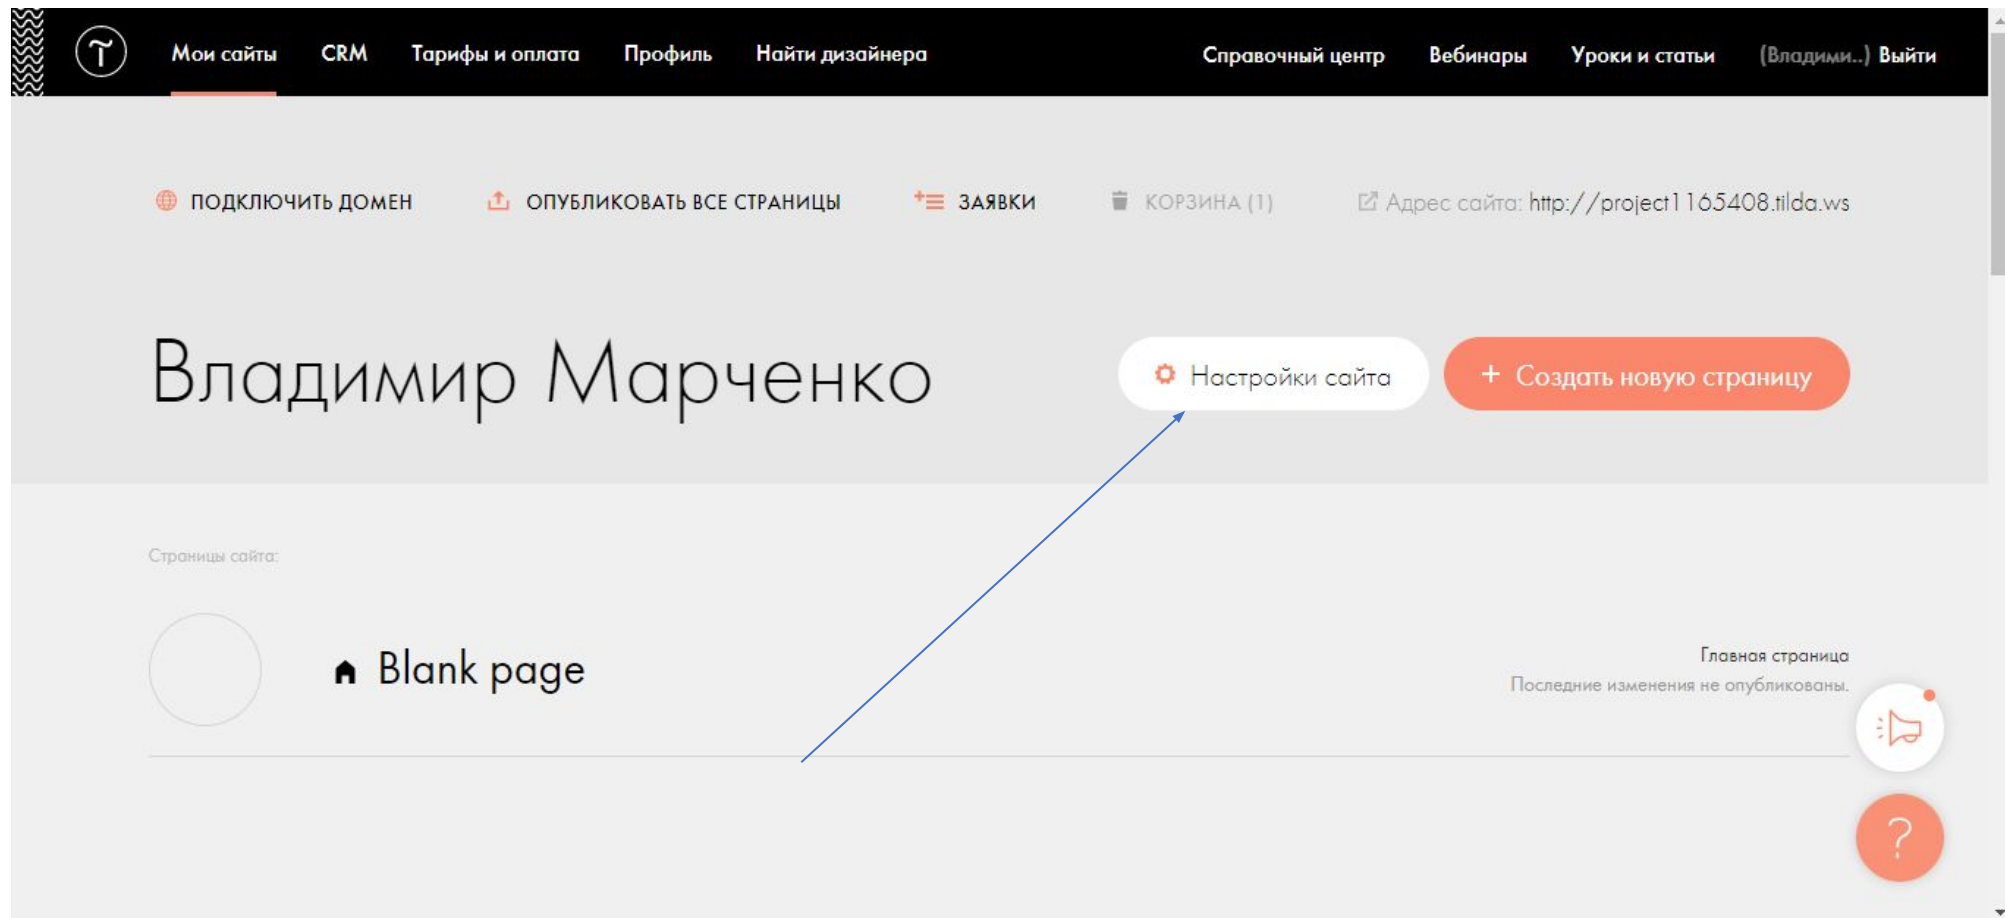 Мои сайты CRM Тарифы и оплата Профиль Найти дизайнера Справочный центр Вебинары Уроки и статьи (Владими..) Выйти
ПОДКЛЮЧИТЬ ДОМЕН ОПУБЛИКОВАТЬ ВСЕ СТРАНИЦЫ ЗАЯВКИ КОРЗИНА (1) Адрес сайта: http://project1165408.tilda.ws
Владимир Марченко Настройки сайта + Создать новую страницу
Страницы сайта:
Blank page
Главная страница
Последние изменения не опубликованы.
?